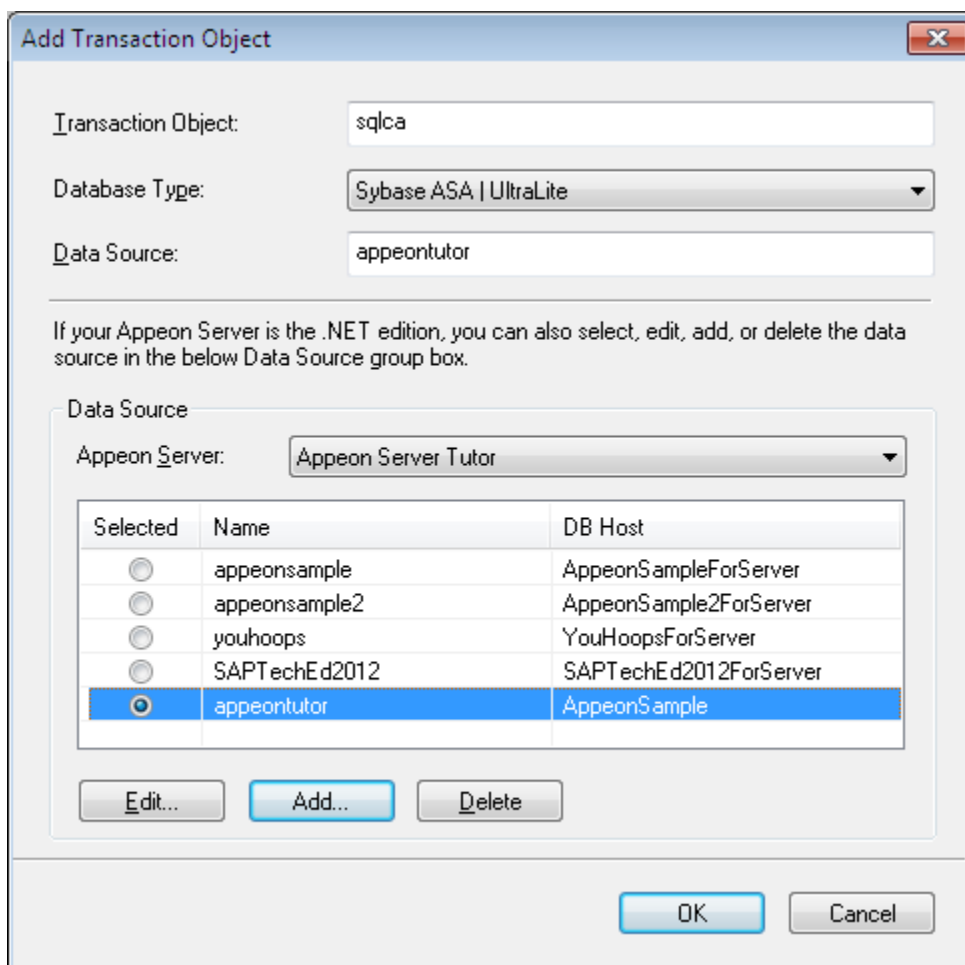 Add Transaction Object
Transaction Object: sqlca
Database Type: Sybase ASA | UltraLite
Data Source: appeontutor
If your Appeon Server is the .NET edition, you can also select, edit, add, or delete the data
source in the below Data Source group box.
Data Source
Appeon Server: Appeon Server Tutor
Selected Name DB Host
appeonsample AppeonSampleForServer
appeonsample2 AppeonSample2ForServer
youhoops YouHoopsForServer
SAPTechEd2012 SAPTechEd2012ForServer
appeontutor AppeonSample
Edit... Add... Delete
OK Cancel